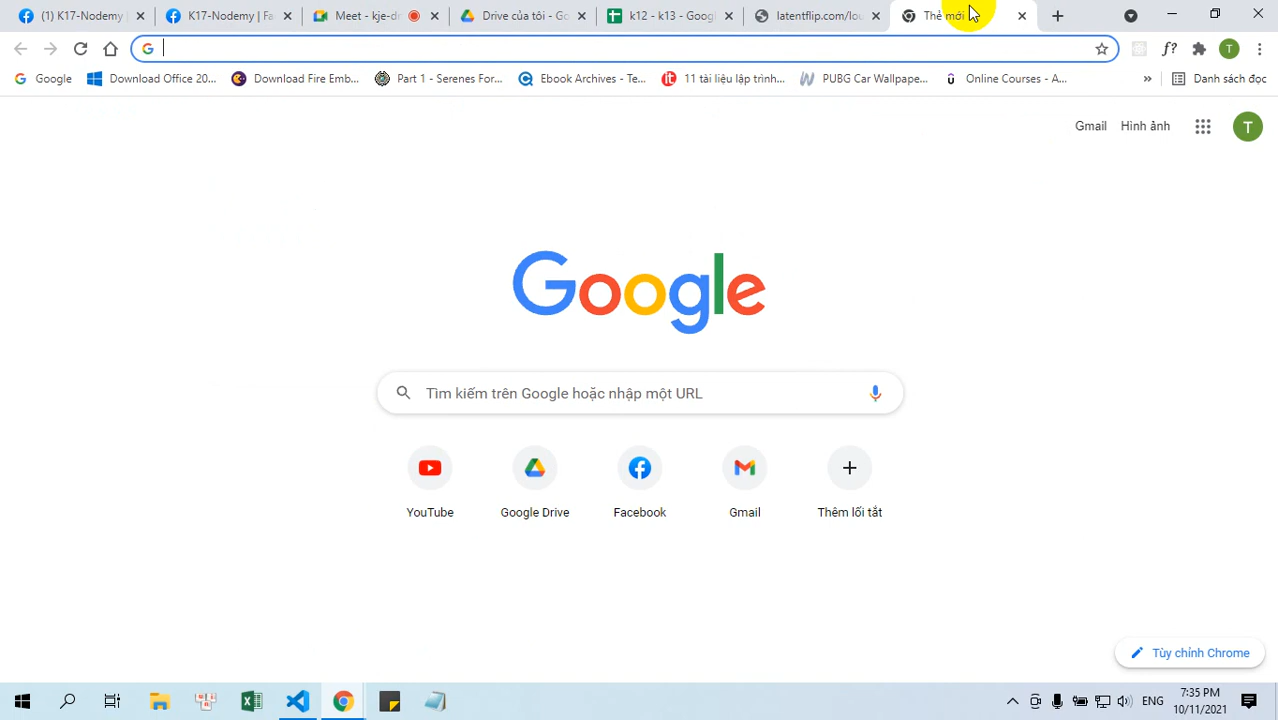 (1) K17-Nodemy |
K17-Nodemy |
Meet - kje-dr
Drive của tôi - Go
k12 - k13 - Googl
latentflip.com/lou
Thẻ mới
Google
Download Office 20...
Download Fire Emb...
Part 1 - Serenes For...
Ebook Archives - Te...
11 tài liệu lập trình...
PUBG Car Wallpape...
Online Courses - A...
»
Danh sách đọc
Gmail
Hình ảnh
T
Google
Tìm kiếm trên Google hoặc nhập một URL
YouTube
Google Drive
Facebook
Gmail
Thêm lối tắt
Tùy chỉnh Chrome
ENG
7:35 PM
10/11/2021